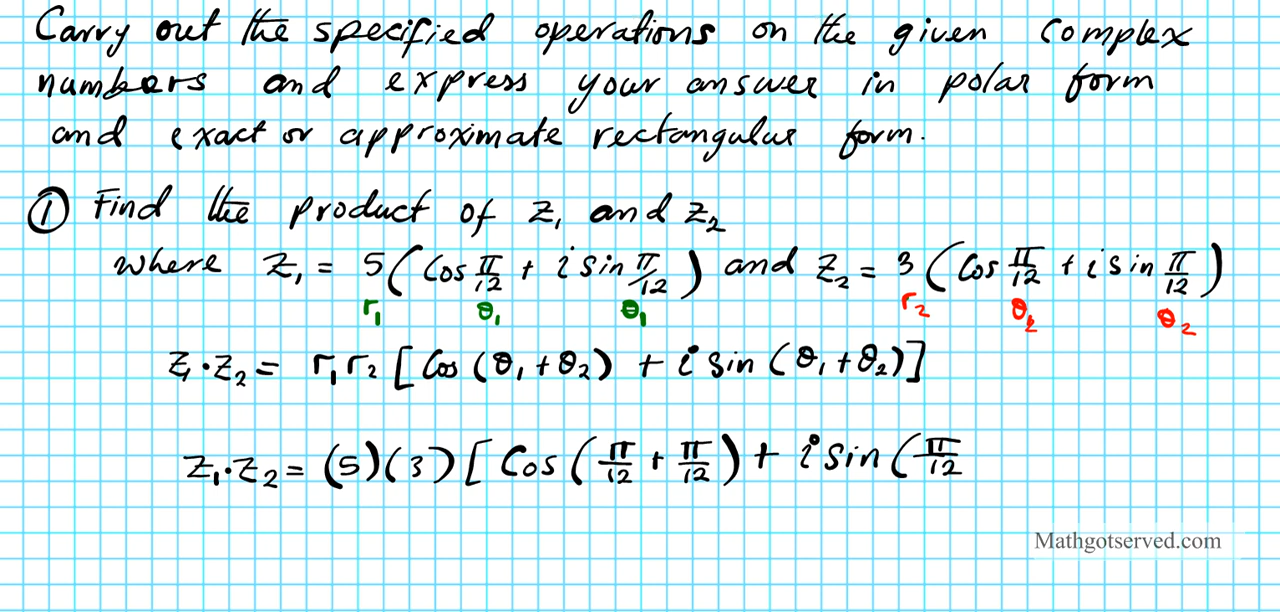 Carry out the specified operations on the given complex
numbers and express your answer in polar form
and exact or approximate rectangular form.
① Find the product of z₁ and z₂
where z₁ = 5(cos π/12 + i sin π/12) and z₂ = 3(cos π/12 + i sin π/12)
r₁ θ₁ θ₁ r₂ θ₂ θ₂
z₁·z₂ = r₁r₂[cos(θ₁+θ₂) + i sin(θ₁+θ₂)]
z₁·z₂ = (5)(3)[cos(π/12 + π/12) + i sin(π/12
Mathgotserved.com